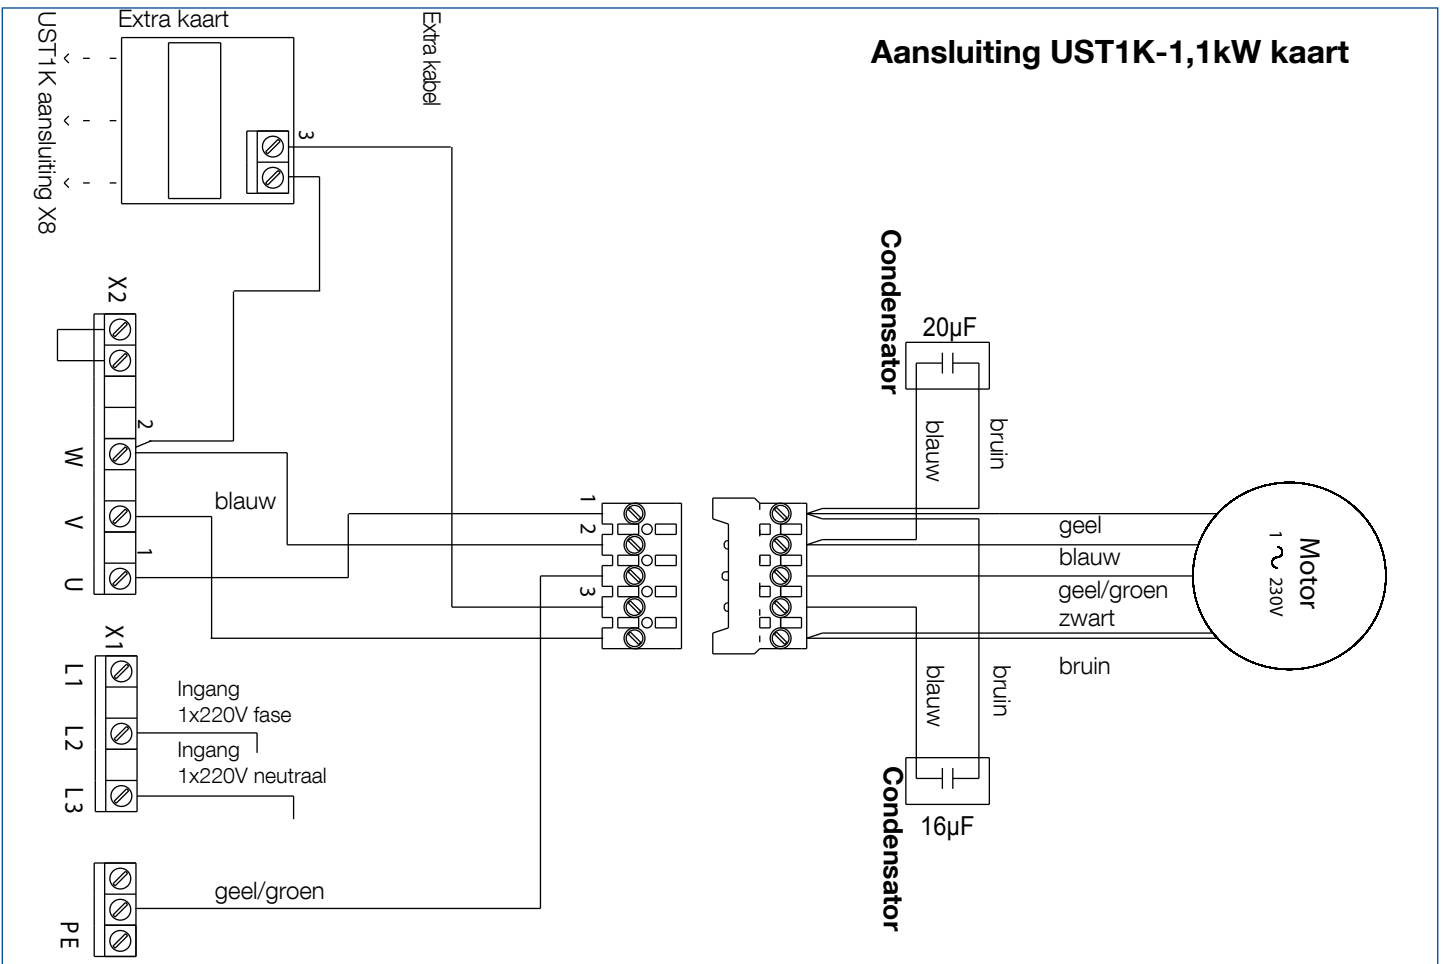 Aansluiting UST1K-1,1kW kaart
Extra kaart
Extra kabel
UST1K aansluiting X8
3
X2
2
W
V
1
U
blauw
X1
L1
L2
L3
Ingang
1x220V fase
Ingang
1x220V neutraal
PE
geel/groen
1
2
3
Condensator
20µF
blauw
bruin
geel
blauw
geel/groen
zwart
bruin
Motor
1 ~ 230V
blauw
bruin
Condensator
16µF